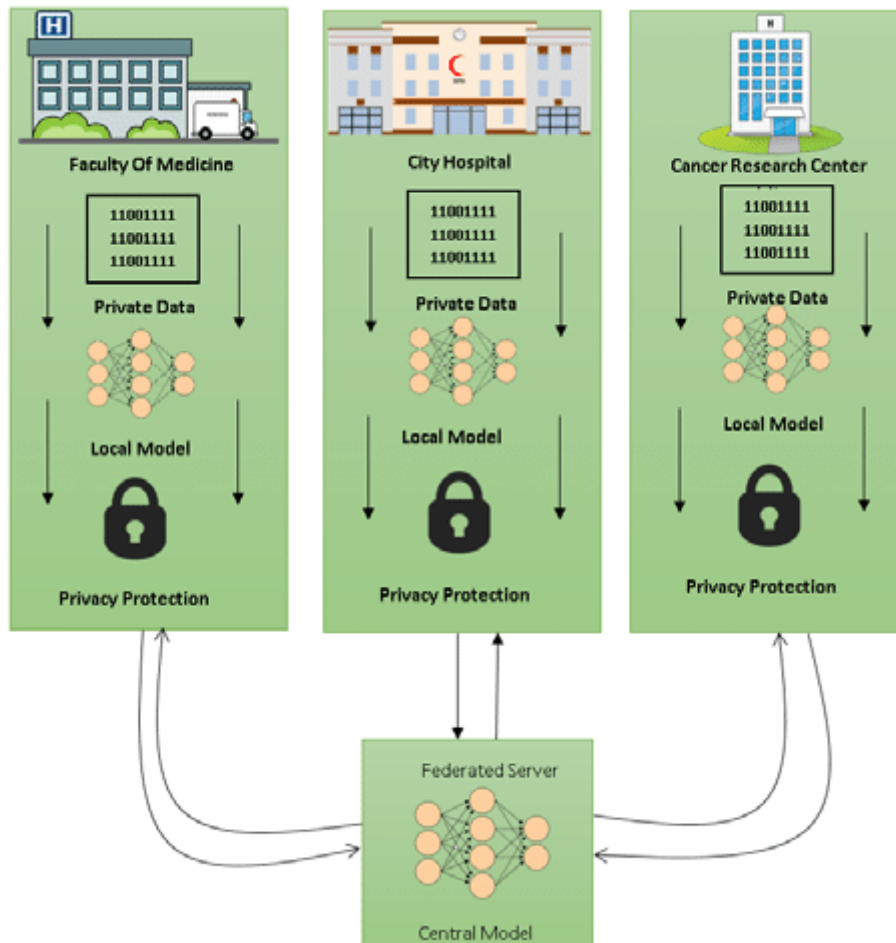 H
Faculty Of Medicine
11001111
11001111
11001111
Private Data
Local Model
Privacy Protection
City Hospital
11001111
11001111
11001111
Private Data
Local Model
Privacy Protection
H
Cancer Research Center
11001111
11001111
11001111
Private Data
Local Model
Privacy Protection
Federated Server
Central Model